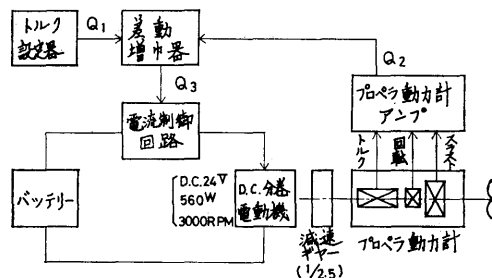 トルク
設定器
Q1
差動
増巾器
Q2
Q3
電流制御
回路
プロペラ動力計
アンプ
トルク
回転
スラスト
バッテリー
D.C.24V
560W
3000RPM
D.C.分巻
電動機
減速
ギヤー
(1/2.5)
プロペラ動力計